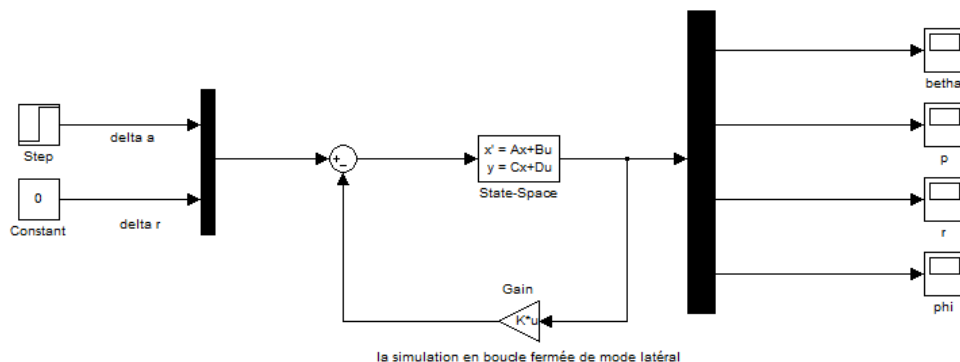 betha
delta a
Step
x' = Ax+Bu
y = Cx+Du
State-Space
p
0
Constant
delta r
r
Gain
K*u
phi
la simulation en boucle fermée de mode latéral